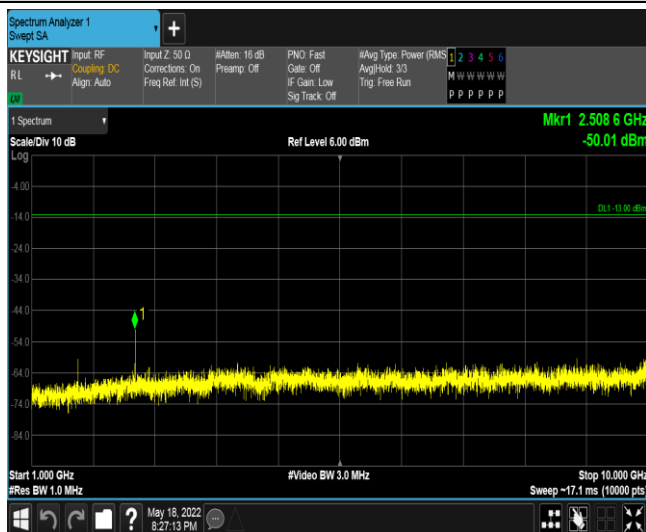 Spectrum Analyzer 1
Swept SA
+
KEYSIGHT
RL
Input: RF
Coupling: DC
Align: Auto
Input Z: 50 Ω
Corrections: On
Freq Ref: Int (S)
#Atten: 16 dB
Preamp: Off
PNO: Fast
Gate: Off
IF Gain: Low
Sig Track: Off
#Avg Type: Power (RMS
Avg|Hold: 3/3
Trig: Free Run
1 2 3 4 5 6
M W W W W W
P P P P P P
1 Spectrum
Scale/Div 10 dB
Ref Level 6.00 dBm
Mkr1 2.508 6 GHz
-50.01 dBm
Log
-4.00
DL1 -13.00 dBm
-14.0
-24.0
-34.0
-44.0
1
-54.0
-64.0
-74.0
-84.0
Start 1.000 GHz
#Video BW 3.0 MHz
Stop 10.000 GHz
#Res BW 1.0 MHz
Sweep ~17.1 ms (10000 pts)
?
May 18, 2022
8:27:13 PM